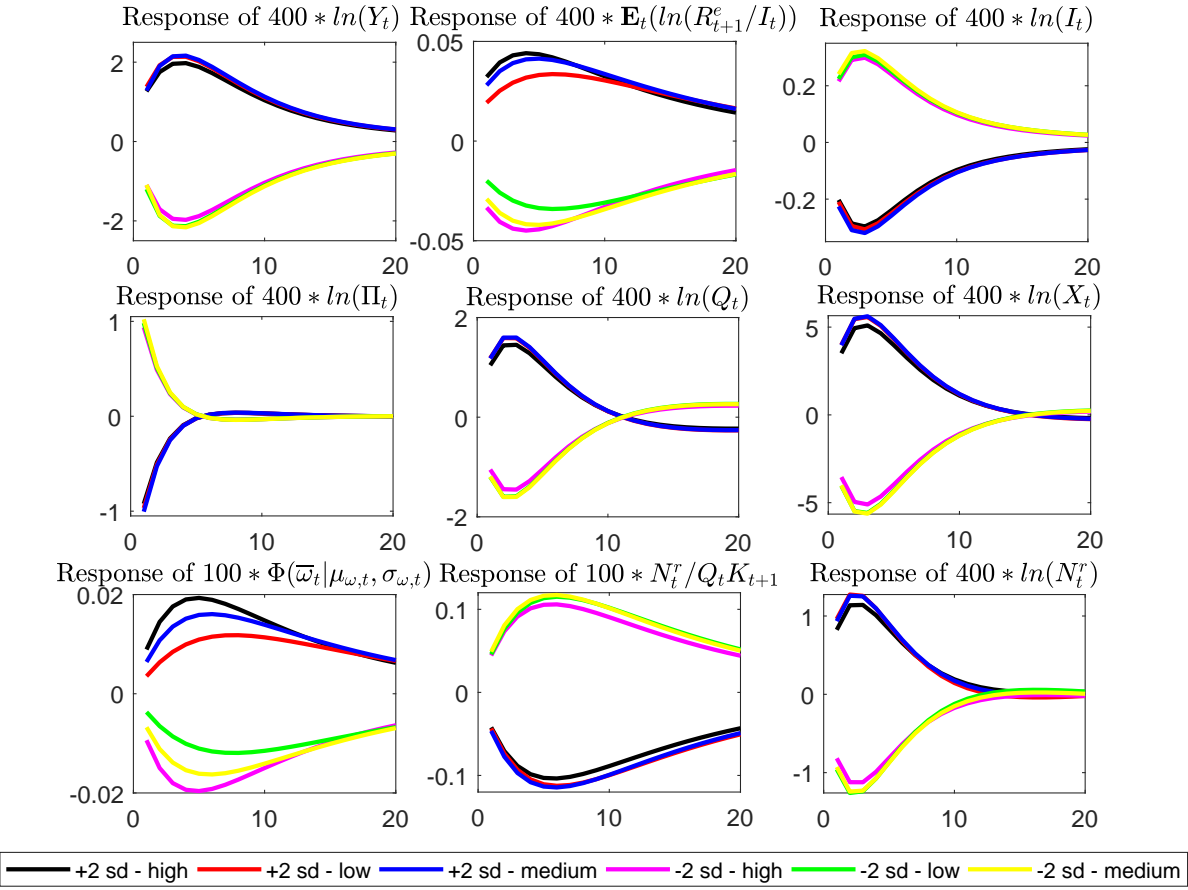 Response of 400 ∗ ln(Y_t)
Response of 400 ∗ E_t(ln(R^e_{t+1}/I_t))
Response of 400 ∗ ln(I_t)
2
0
-2
0 10 20
0.05
0
-0.05
0 10 20
0.2
0
-0.2
0 10 20
Response of 400 ∗ ln(Π_t)
Response of 400 ∗ ln(Q_t)
Response of 400 ∗ ln(X_t)
1
0
-1
0 10 20
2
0
-2
0 10 20
5
0
-5
0 10 20
Response of 100 ∗ Φ(ω̅_t|μ_{ω,t}, σ_{ω,t})
Response of 100 ∗ N^r_t/Q_tK_{t+1}
Response of 400 ∗ ln(N^r_t)
0.02
0
-0.02
0 10 20
0.1
0
-0.1
0 10 20
1
0
-1
0 10 20
+2 sd - high +2 sd - low +2 sd - medium -2 sd - high -2 sd - low -2 sd - medium